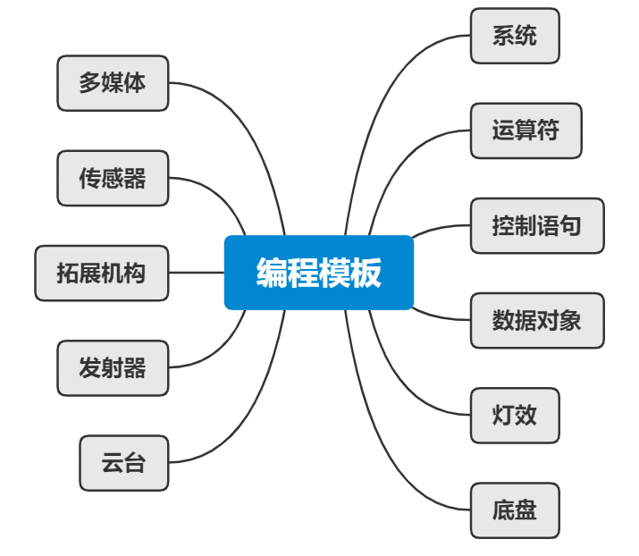 编程模板
系统
运算符
控制语句
数据对象
灯效
底盘
多媒体
传感器
拓展机构
发射器
云台